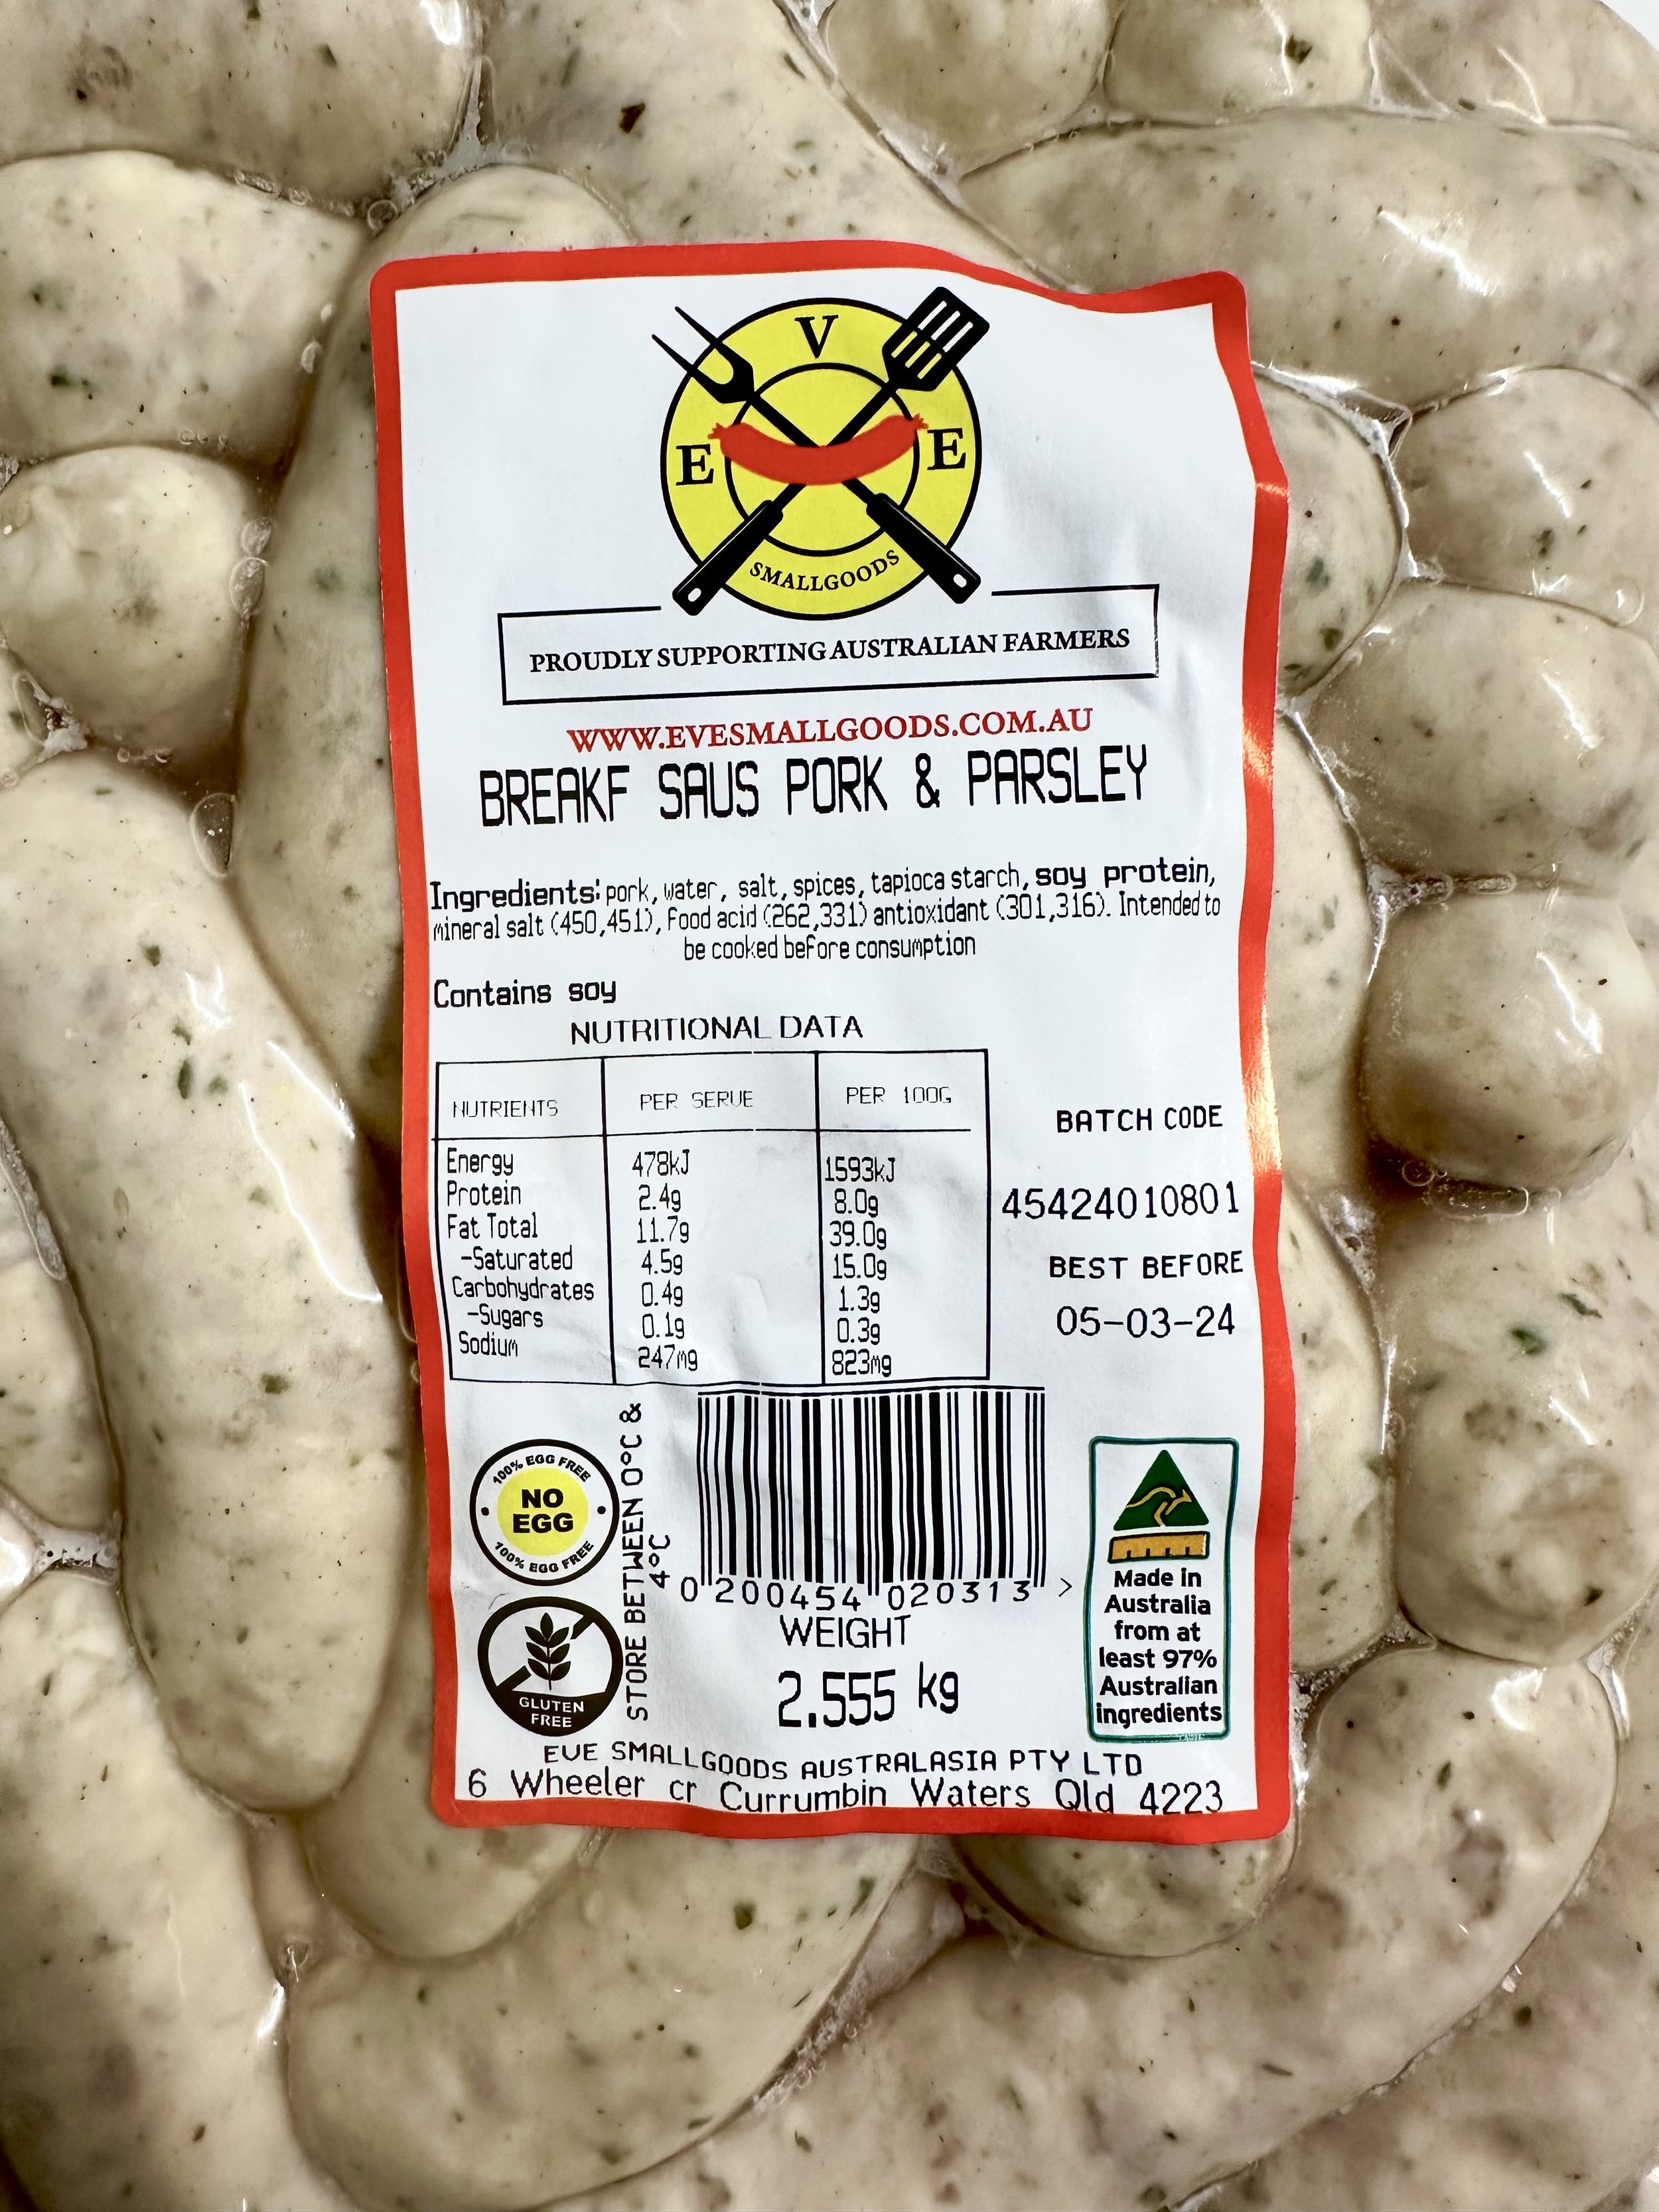 V
E E
SMALLGOODS
PROUDLY SUPPORTING AUSTRALIAN FARMERS
WWW.EVESMALLGOODS.COM.AU
BREAKF SAUS PORK & PARSLEY
Ingredients: pork, water, salt, spices, tapioca starch, soy protein,
mineral salt (450,451), food acid (262,331) antioxidant (301,316). Intended to
be cooked before consumption
Contains soy
NUTRITIONAL DATA
NUTRIENTS PER SERVE PER 100G
Energy 478kJ 1593kJ
Protein 2.4g 8.0g
Fat Total 11.7g 39.0g
-Saturated 4.5g 15.0g
Carbohydrates 0.4g 1.3g
-Sugars 0.1g 0.3g
Sodium 247mg 823mg
BATCH CODE
45424010801
BEST BEFORE
05-03-24
100% EGG FREE
NO
EGG
100% EGG FREE
GLUTEN
FREE
STORE BETWEEN 0°C &
4°C
0 200454 020313 >
WEIGHT
2.555 kg
Made in
Australia
from at
least 97%
Australian
ingredients
EVE SMALLGOODS AUSTRALASIA PTY LTD
6 Wheeler cr Currumbin Waters Qld 4223